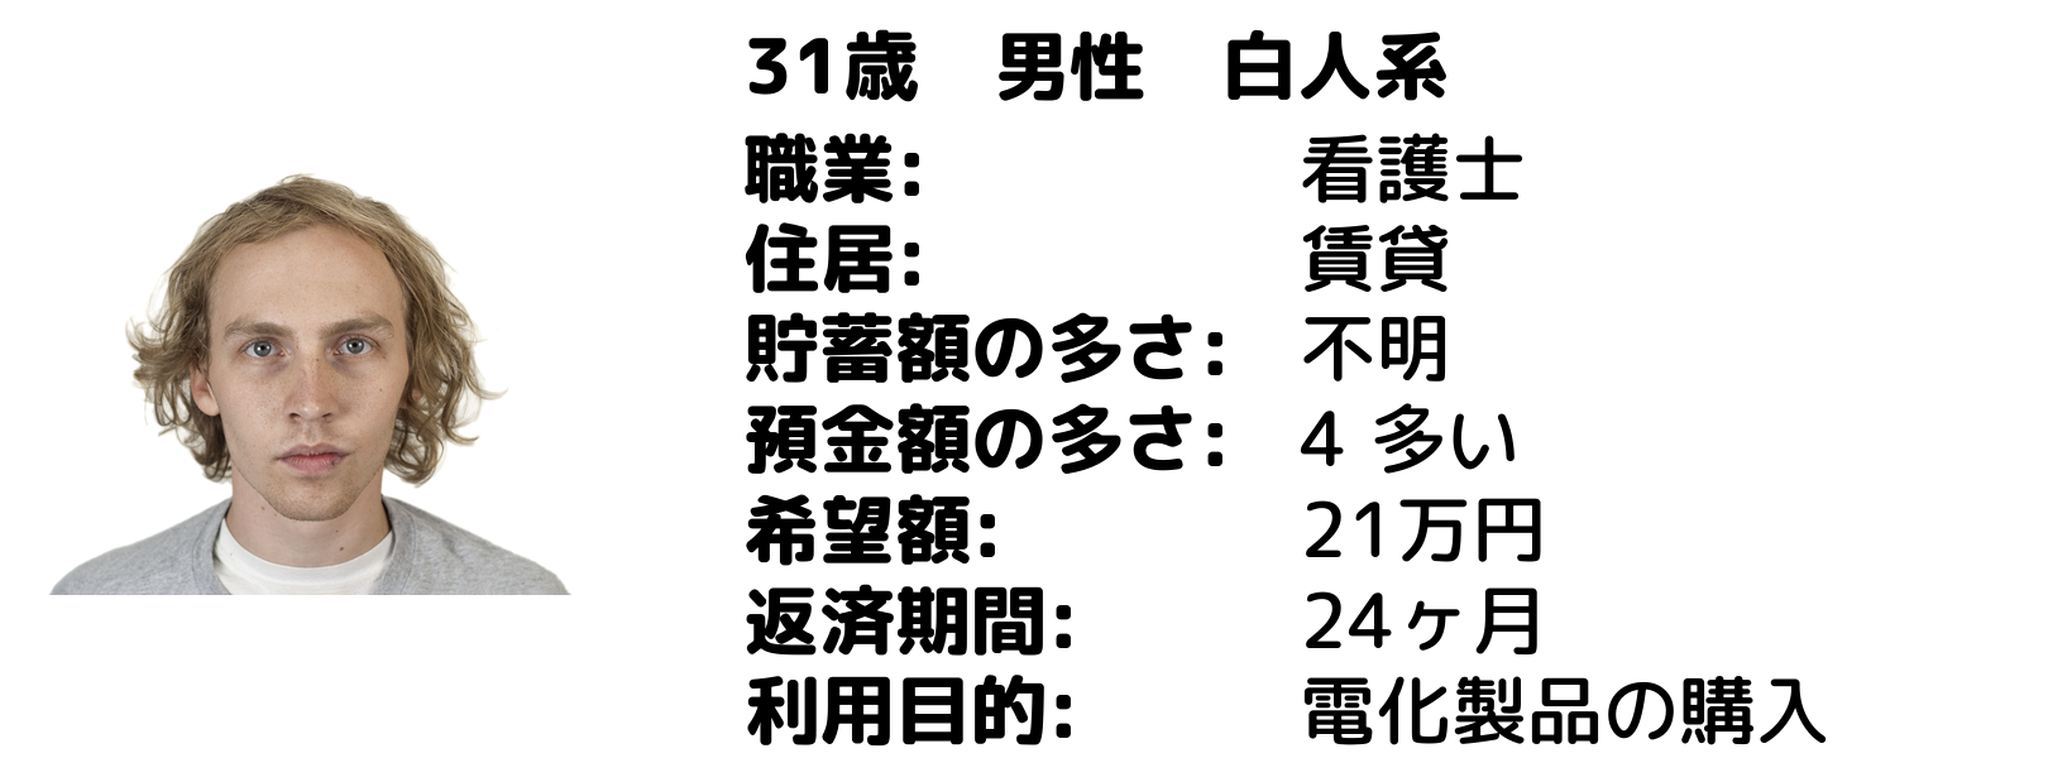 31歳　男性　白人系
職業: 看護士
住居: 賃貸
貯蓄額の多さ: 不明
預金額の多さ: 4 多い
希望額: 21万円
返済期間: 24ヶ月
利用目的: 電化製品の購入